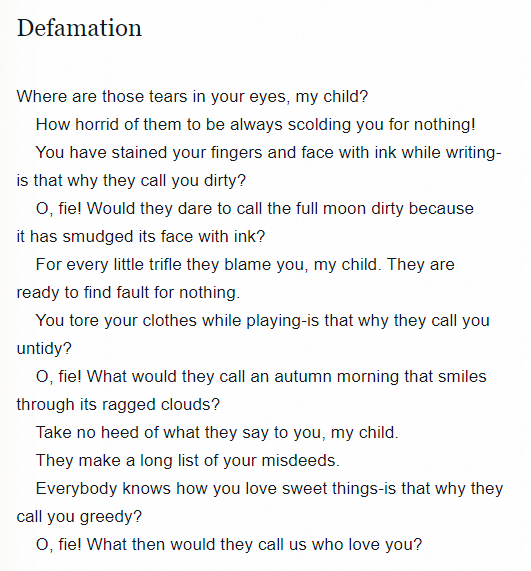 Defamation
Where are those tears in your eyes, my child?
How horrid of them to be always scolding you for nothing!
You have stained your fingers and face with ink while writing-
is that why they call you dirty?
O, fie! Would they dare to call the full moon dirty because
it has smudged its face with ink?
For every little trifle they blame you, my child. They are
ready to find fault for nothing.
You tore your clothes while playing-is that why they call you
untidy?
O, fie! What would they call an autumn morning that smiles
through its ragged clouds?
Take no heed of what they say to you, my child.
They make a long list of your misdeeds.
Everybody knows how you love sweet things-is that why they
call you greedy?
O, fie! What then would they call us who love you?